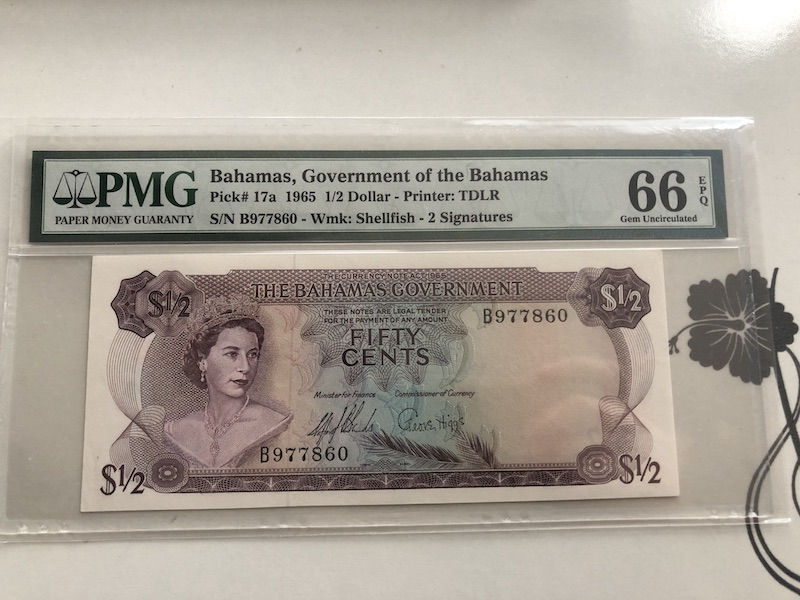 PMG
PAPER MONEY GUARANTY
Bahamas, Government of the Bahamas
Pick# 17a 1965 1/2 Dollar - Printer: TDLR
S/N B977860 - Wmk: Shellfish - 2 Signatures
66 EPQ
Gem Uncirculated
THE CURRENCY NOTE ACT 1965
$1/2 THE BAHAMAS GOVERNMENT $1/2
THESE NOTES ARE LEGAL TENDER
FOR THE PAYMENT OF ANY AMOUNT
B977860
FIFTY
CENTS
Minister for Finance Commissioner of Currency
B977860
$1/2 $1/2